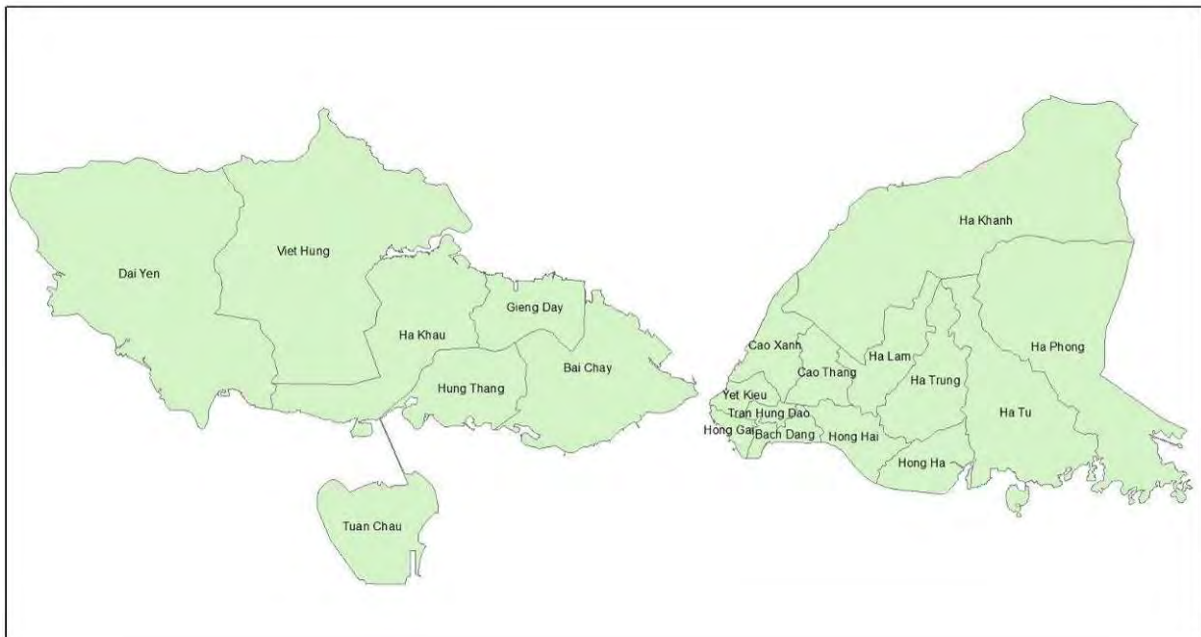 Ha Khanh
Viet Hung
Dai Yen
Gieng Day
Ha Khau
Cao Xanh
Ha Phong
Ha Lam
Bai Chay
Cao Thang
Ha Trung
Hung Thang
Yet Kieu
Tran Hung Dao
Ha Tu
Hong Gai
Bach Dang
Hong Hai
Hong Ha
Tuan Chau